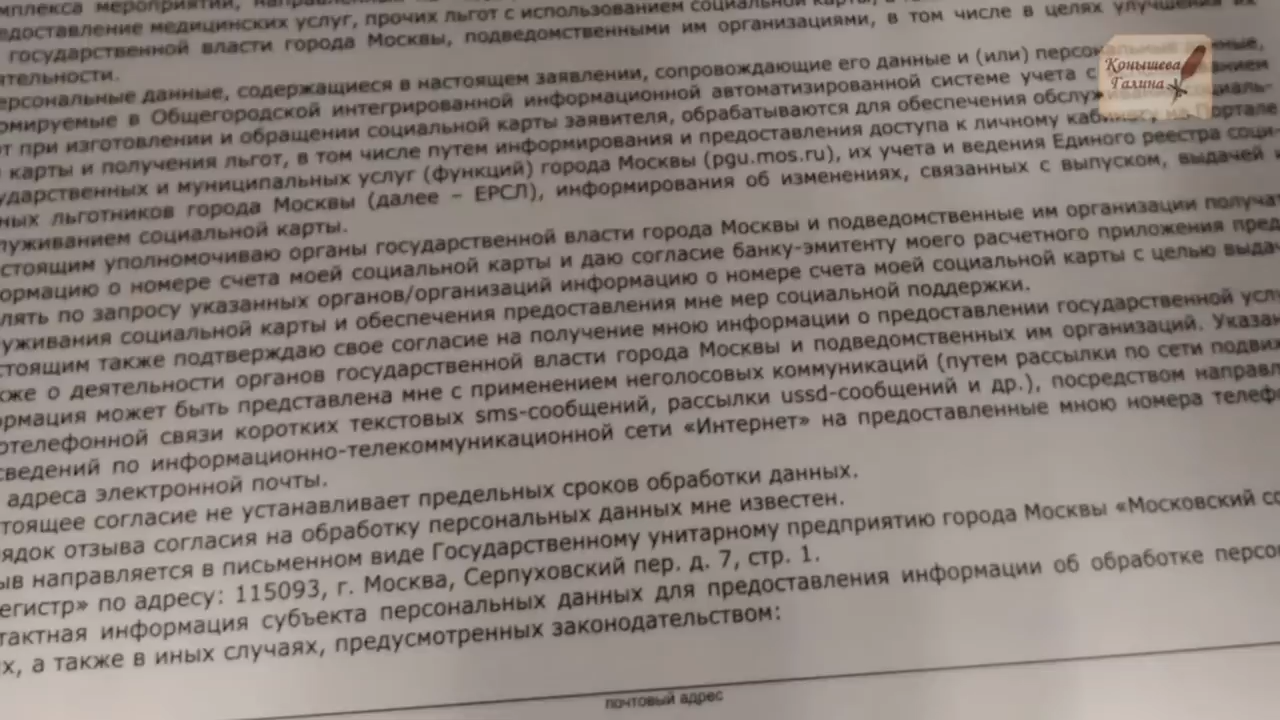 мплекса мероприятий,
едоставление медицинских услуг, прочих льгот с использованием социальной карты,
государственной власти города Москвы, подведомственными им организациями, в том числе в целях улучшения их
ятельности.
ерсональные данные, содержащиеся в настоящем заявлении, сопровождающие его данные и (или)
рмируемые в Общегородской интегрированной информационной автоматизированной системе учета с
рт при изготовлении и обращении социальной карты заявителя, обрабатываются для обеспечения
карты и получения льгот, в том числе путем информирования и предоставления доступа к личному кабинету на Портале
ударственных и муниципальных услуг (функций) города Москвы (pgu.mos.ru), их учета и ведения Единого реестра соци
ных льготников города Москвы (далее – ЕРСЛ), информирования об изменениях, связанных с выпуском, выдачей и
луживанием социальной карты.
стоящим уполномочиваю органы государственной власти города Москвы и подведомственные им организации получат
ормацию о номере счета моей социальной карты и даю согласие банку-эмитенту моего расчетного приложения пред
лять по запросу указанных органов/организаций информацию о номере счета моей социальной карты с целью выда
уживания социальной карты и обеспечения предоставления мне мер социальной поддержки.
стоящим также подтверждаю свое согласие на получение мною информации о предоставлении государственной услу
кже о деятельности органов государственной власти города Москвы и подведомственных им организаций. Указан
ормация может быть представлена мне с применением неголосовых коммуникаций (путем рассылки по сети подвиж
отелефонной связи коротких текстовых sms-сообщений, рассылки ussd-сообщений и др.), посредством направл
сведений по информационно-телекоммуникационной сети «Интернет» на предоставленные мною номера телефо
адреса электронной почты.
тоящее согласие не устанавливает предельных сроков обработки данных.
рядок отзыва согласия на обработку персональных данных мне известен.
ыв направляется в письменном виде Государственному унитарному предприятию города Москвы «Московский со
егистр» по адресу: 115093, г. Москва, Серпуховский пер. д. 7, стр. 1.
тактная информация субъекта персональных данных для предоставления информации об обработке персо
ых, а также в иных случаях, предусмотренных законодательством:
почтовый адрес
Конышева
Галина